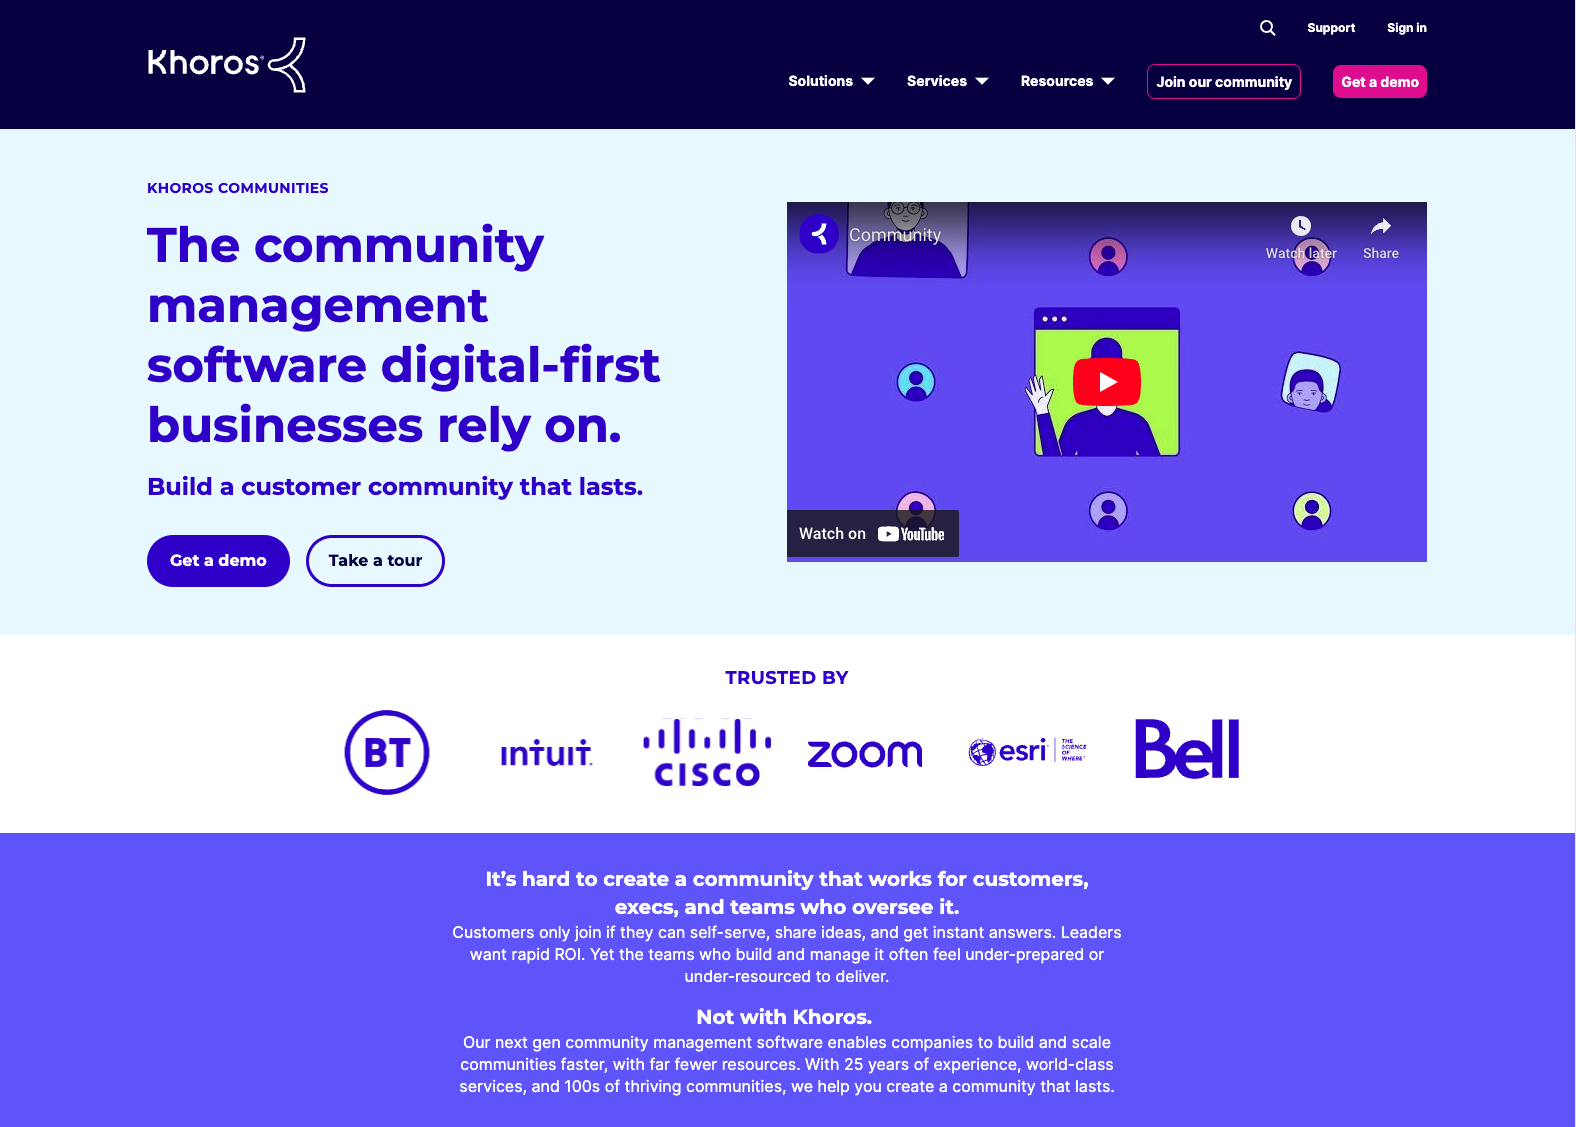 Support
Sign in
Khoros
Solutions
Services
Resources
Join our community
Get a demo
KHOROS COMMUNITIES
The community
management
software digital-first
businesses rely on.
Build a customer community that lasts.
Get a demo
Take a tour
Community
Watch later
Share
Watch on YouTube
TRUSTED BY
BT
intuit
CISCO
zoom
esri
THE
SCIENCE
OF
WHERE
Bell
It’s hard to create a community that works for customers,
execs, and teams who oversee it.
Customers only join if they can self-serve, share ideas, and get instant answers. Leaders
want rapid ROI. Yet the teams who build and manage it often feel under-prepared or
under-resourced to deliver.
Not with Khoros.
Our next gen community management software enables companies to build and scale
communities faster, with far fewer resources. With 25 years of experience, world-class
services, and 100s of thriving communities, we help you create a community that lasts.